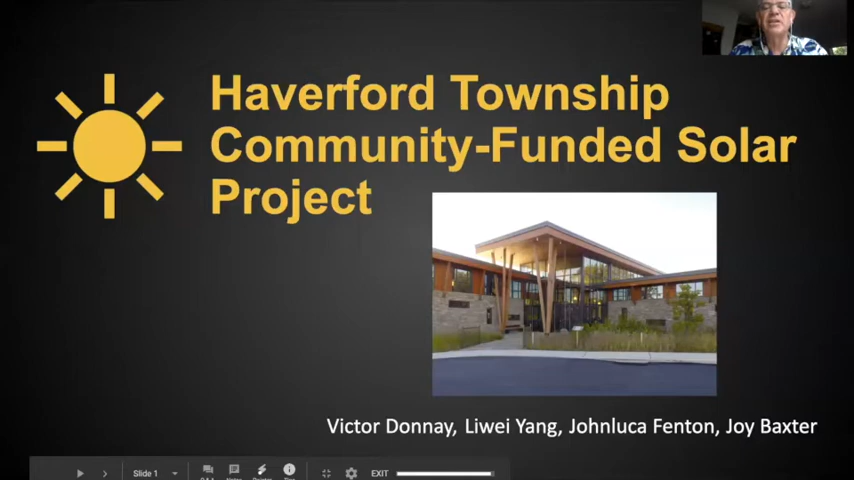 Haverford Township
Community-Funded Solar
Project
Victor Donnay, Liwei Yang, Johnluca Fenton, Joy Baxter
Slide 1
EXIT